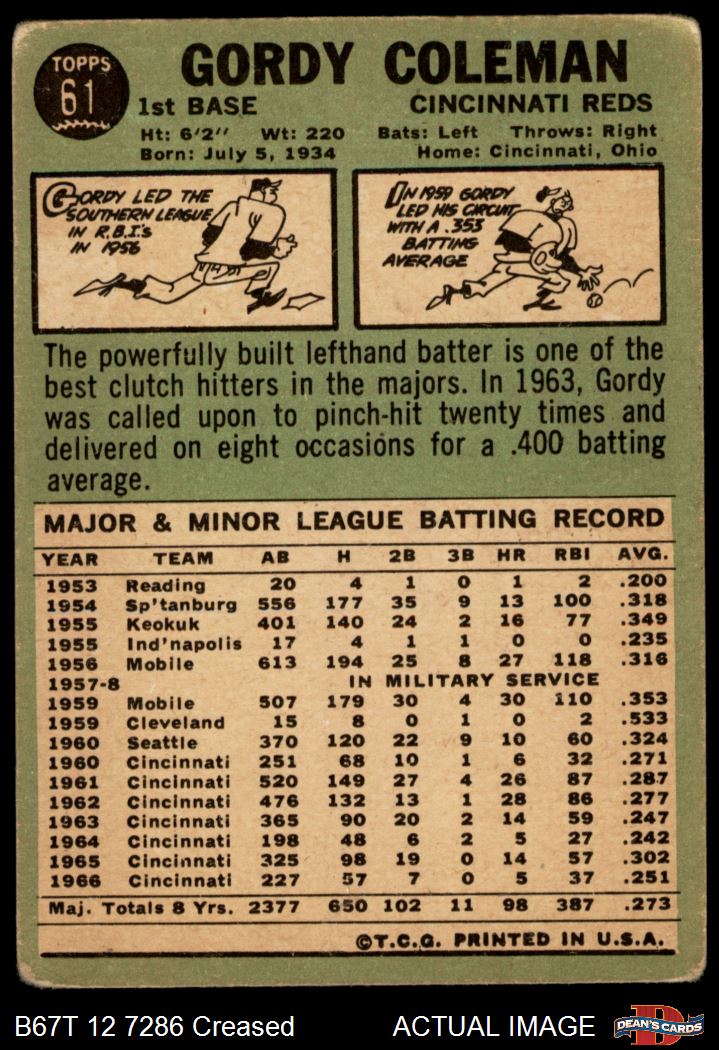 TOPPS
61
GORDY COLEMAN
1st BASE
CINCINNATI REDS
Ht: 6'2" Wt: 220 Bats: Left Throws: Right
Born: July 5, 1934 Home: Cincinnati, Ohio
GORDY LED THE
SOUTHERN LEAGUE
IN R.B.I.'s
IN 1956
IN 1959 GORDY
LED HIS CIRCUIT
WITH A .353
BATTING
AVERAGE
The powerfully built lefthand batter is one of the
best clutch hitters in the majors. In 1963, Gordy
was called upon to pinch-hit twenty times and
delivered on eight occasions for a .400 batting
average.
MAJOR & MINOR LEAGUE BATTING RECORD
YEAR TEAM AB H 2B 3B HR RBI AVG.
1953 Reading 20 4 1 0 1 2 .200
1954 Sp'tanburg 556 177 35 9 13 100 .318
1955 Keokuk 401 140 24 2 16 77 .349
1955 Ind'napolis 17 4 1 1 0 0 .235
1956 Mobile 613 194 25 8 27 118 .316
1957-8 IN MILITARY SERVICE
1959 Mobile 507 179 30 4 30 110 .353
1959 Cleveland 15 8 0 1 0 2 .533
1960 Seattle 370 120 22 9 10 60 .324
1960 Cincinnati 251 68 10 1 6 32 .271
1961 Cincinnati 520 149 27 4 26 87 .287
1962 Cincinnati 476 132 13 1 28 86 .277
1963 Cincinnati 365 90 20 2 14 59 .247
1964 Cincinnati 198 48 6 2 5 27 .242
1965 Cincinnati 325 98 19 0 14 57 .302
1966 Cincinnati 227 57 7 0 5 37 .251
Maj. Totals 8 Yrs. 2377 650 102 11 98 387 .273
©T.C.G. PRINTED IN U.S.A.
B67T 12 7286 Creased ACTUAL IMAGE
D
DEAN'S CARDS